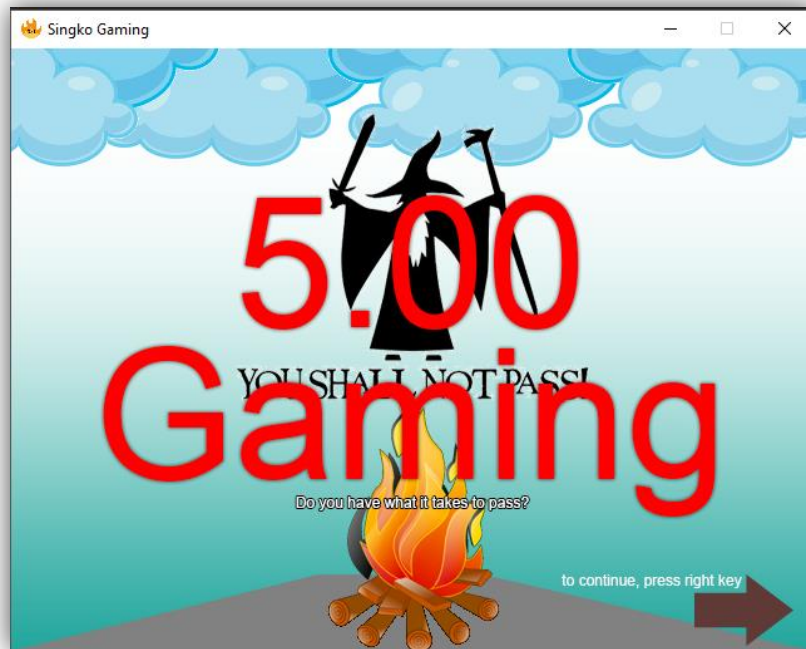 Singko Gaming
5.00
Gaming
YOU SHALL NOT PASS!
Do you have what it takes to pass?
to continue, press right key